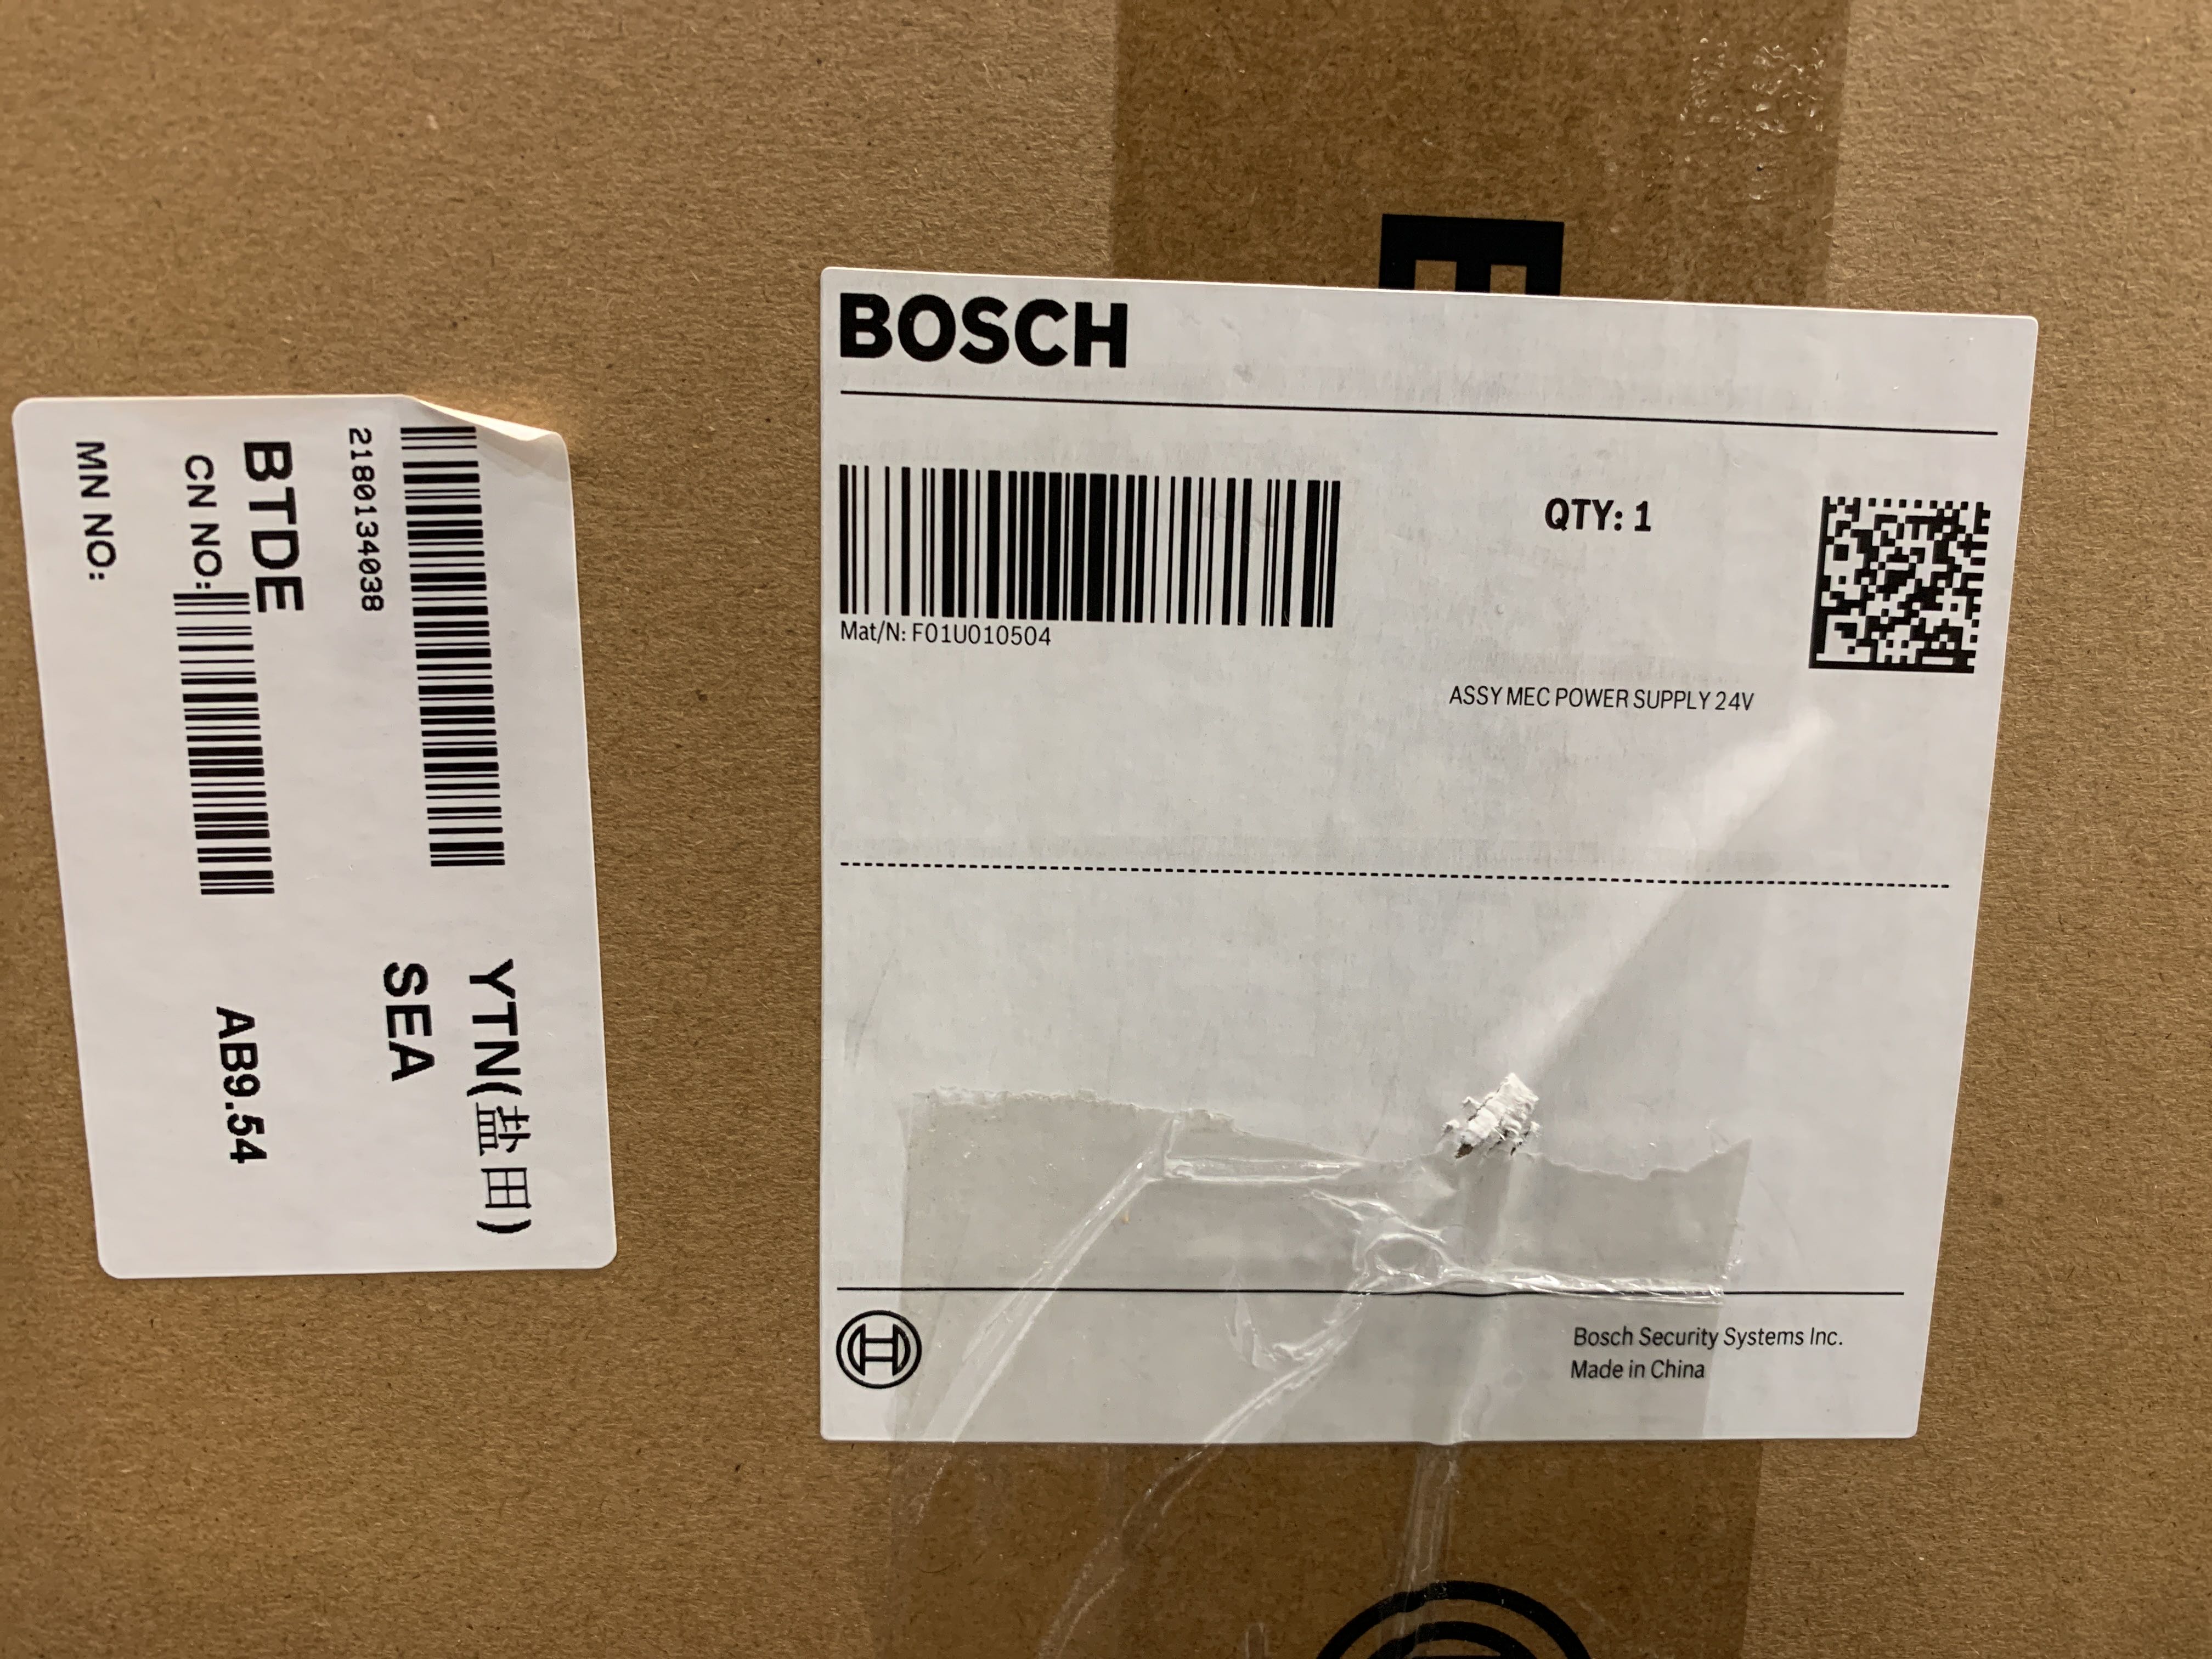 BOSCH
QTY: 1
Mat/N: F01U010504
ASSY MEC POWER SUPPLY 24V
Bosch Security Systems Inc.
Made in China
YTN(盐田)
SEA
2180134038
BTDE
AB9.54
CN NO:
MN NO: